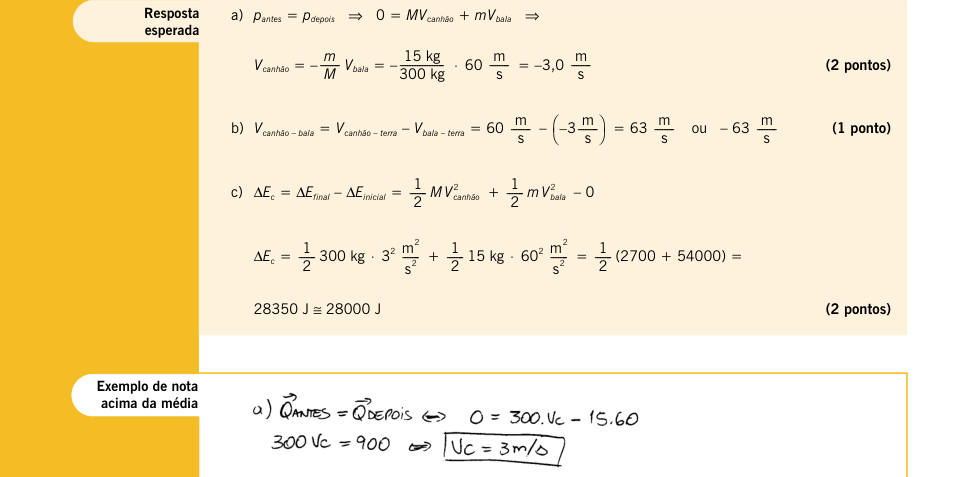 Resposta esperada
a) p_antes = p_depois ⇒ 0 = MV_canhão + mV_bala ⇒
V_canhão = – m/M V_bala = – 15 kg/300 kg · 60 m/s = –3,0 m/s (2 pontos)
b) V_canhão – bala = V_canhão – terra – V_bala – terra = 60 m/s – (–3 m/s) = 63 m/s ou – 63 m/s (1 ponto)
c) ΔE_c = ΔE_final – ΔE_inicial = 1/2 MV²_canhão + 1/2 mV²_bala – 0
ΔE_c = 1/2 300 kg · 3² m²/s² + 1/2 15 kg · 60² m²/s² = 1/2 (2700 + 54000) =
28350 J ≅ 28000 J (2 pontos)
Exemplo de nota acima da média
a) Q⃗ANTES = Q⃗DEPOIS ⇔ 0 = 300.Vc – 15.60
300 Vc = 900 ⇔ Vc = 3 m/s